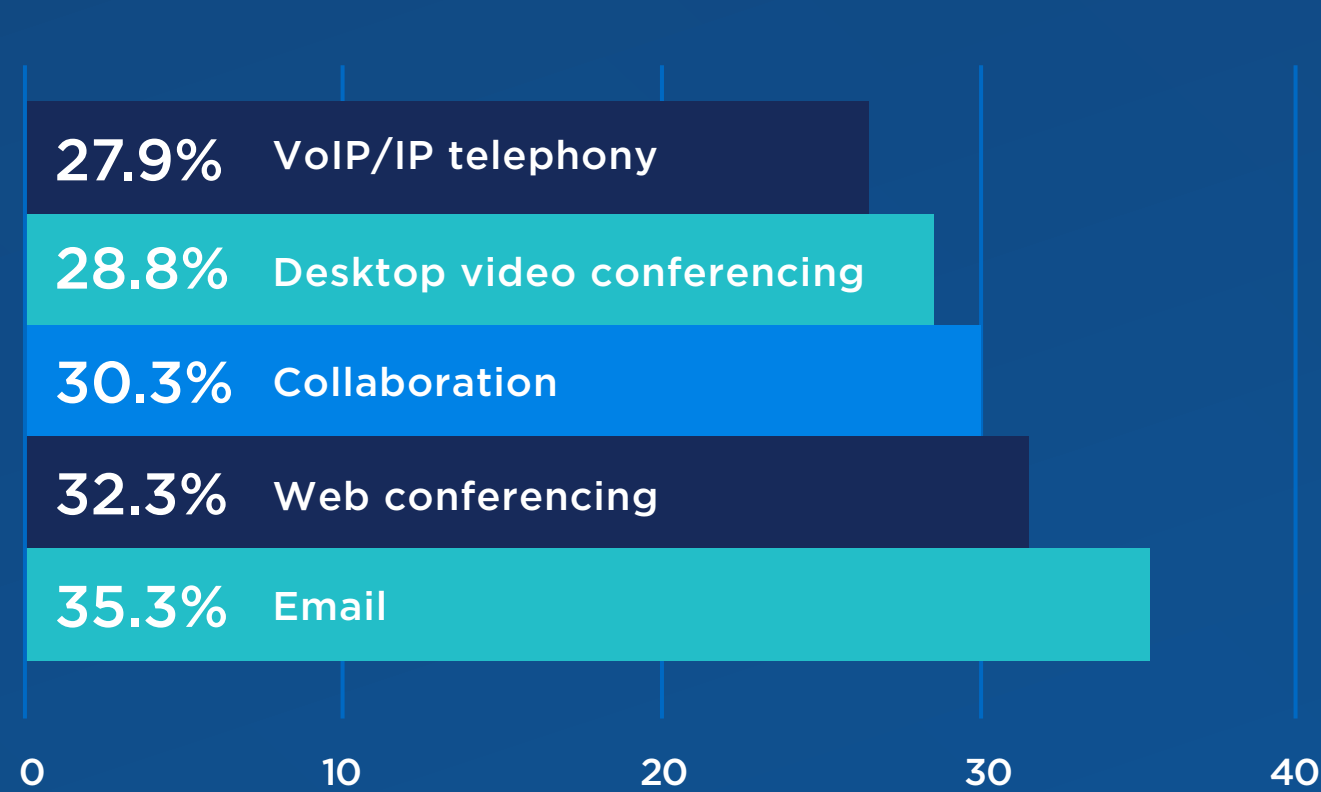 27.9% VoIP/IP telephony
28.8% Desktop video conferencing
30.3% Collaboration
32.3% Web conferencing
35.3% Email
0 10 20 30 40